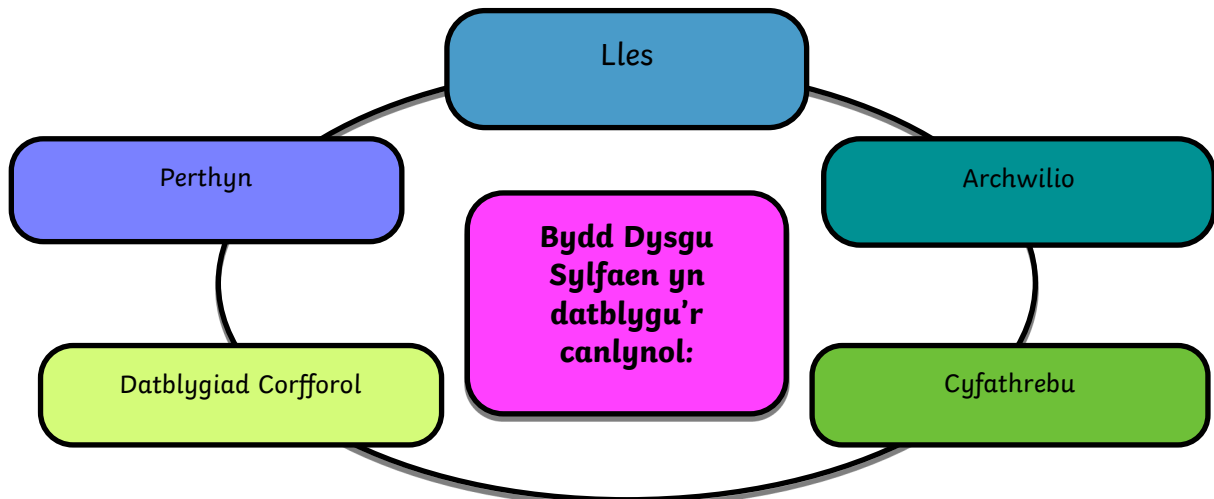 Lles
Perthyn
Archwilio
Bydd Dysgu
Sylfaen yn
datblygu'r
canlynol:
Datblygiad Corfforol
Cyfathrebu